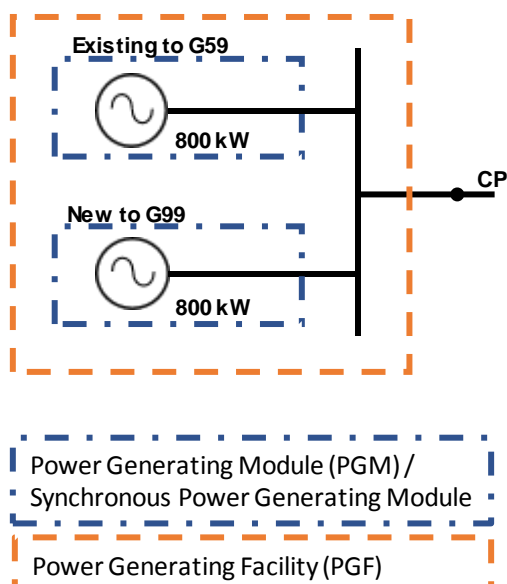 Existing to G59
800 kW
CP
New to G99
800 kW
Power Generating Module (PGM) /
Synchronous Power Generating Module
Power Generating Facility (PGF)